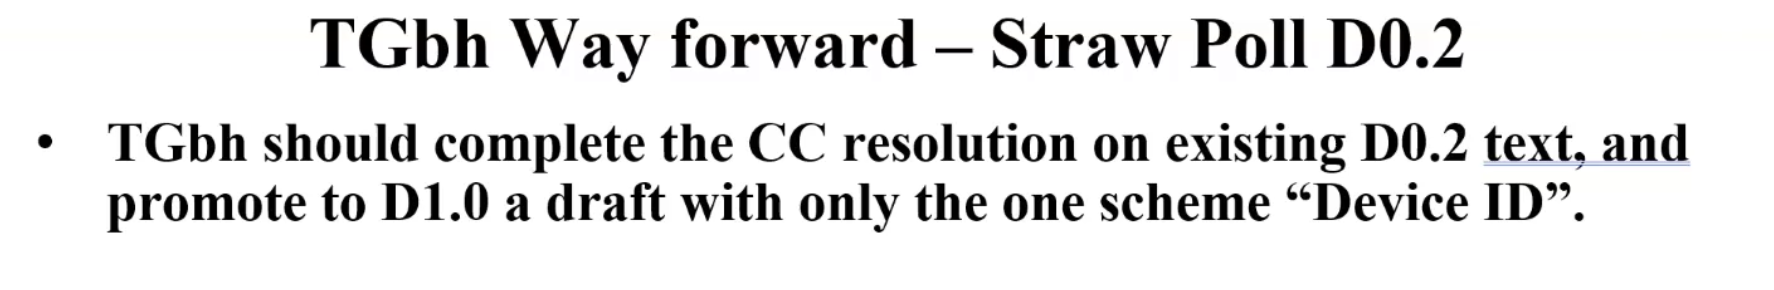 TGbh Way forward – Straw Poll D0.2
• TGbh should complete the CC resolution on existing D0.2 text, and
promote to D1.0 a draft with only the one scheme “Device ID”.